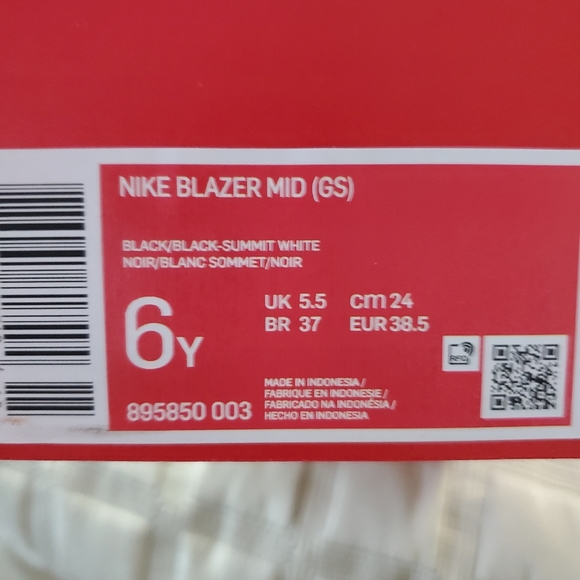 NIKE BLAZER MID (GS)
BLACK/BLACK-SUMMIT WHITE
NOIR/BLANC SOMMET/NOIR
6Y
UK 5.5 cm 24
BR 37 EUR 38.5
RFID
895850 003
MADE IN INDONESIA /
FABRIQUE EN INDONESIE /
FABRICADO NA INDONÉSIA /
HECHO EN INDONESIA